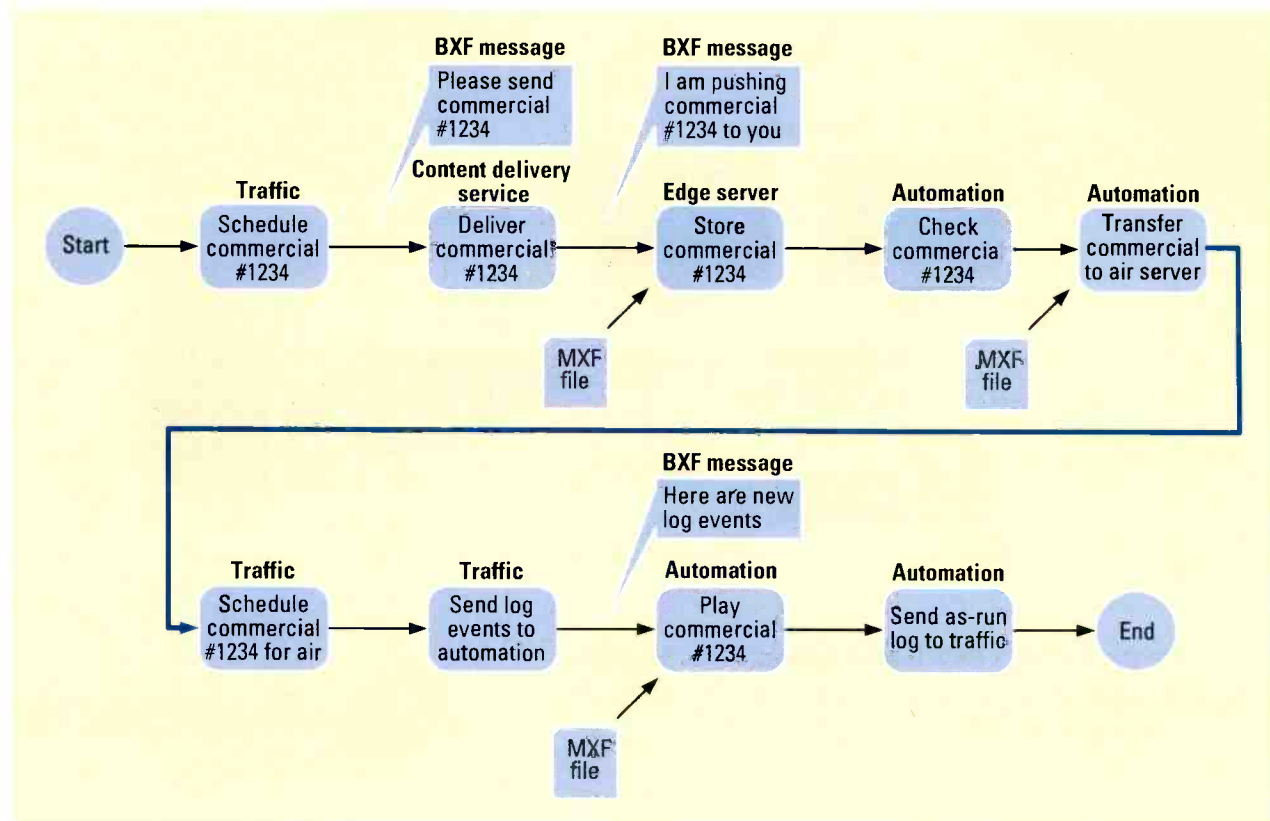 BXF message
Please send
commercial
#1234
BXF message
I am pushing
commercial
#1234 to you
Start
Traffic
Schedule
commercial
#1234
Content delivery
service
Deliver
commercial
#1234
Edge server
Store
commercial
#1234
Automation
Check
commercia
#1234
Automation
Transfer
commercial
to air server
MXF
file
MXF
file
BXF message
Here are new
log events
Traffic
Schedule
commercial
#1234 for air
Traffic
Send log
events to
automation
Automation
Play
commercial
#1234
Automation
Send as-run
log to traffic
End
MXF
file